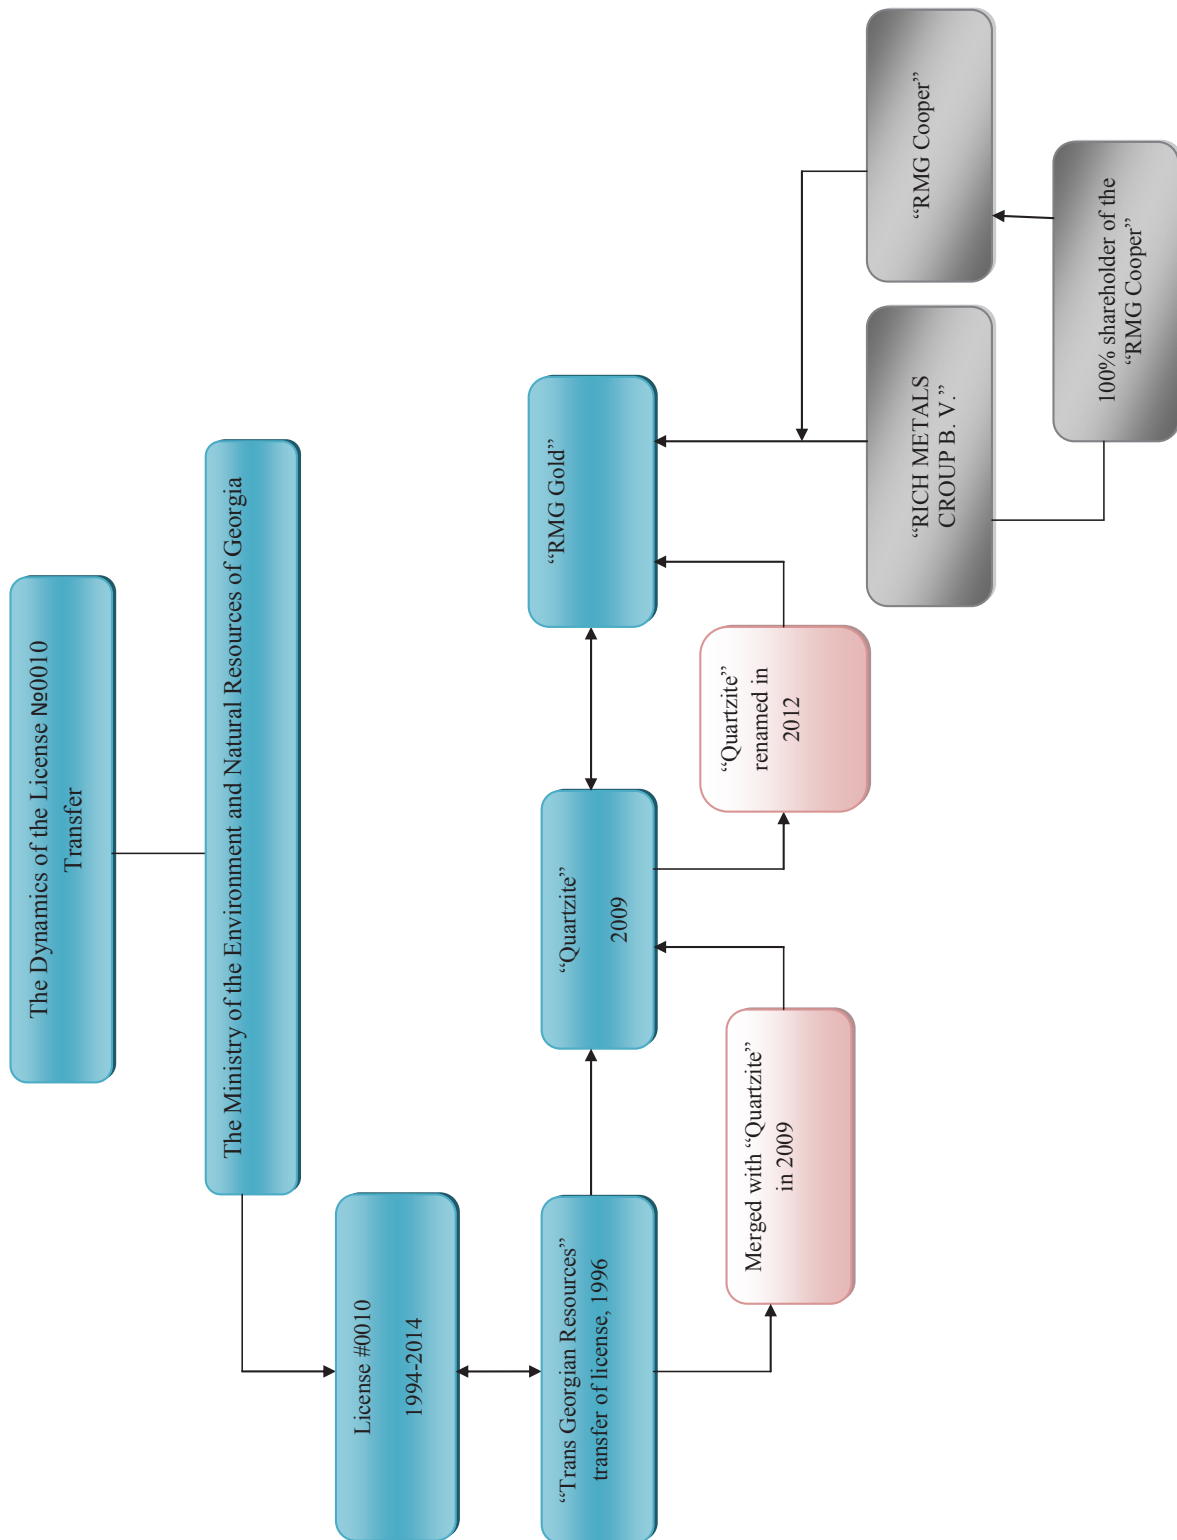 The Dynamics of the License №0010
Transfer
The Ministry of the Environment and Natural Resources of Georgia
License #0010
1994-2014
“Trans Georgian Resources”
transfer of license, 1996
“Quartzite”
2009
“RMG Gold”
Merged with “Quartzite”
in 2009
“Quartzite”
renamed in
2012
“RICH METALS
CROUP B. V.”
“RMG Cooper”
100% shareholder of the
“RMG Cooper”